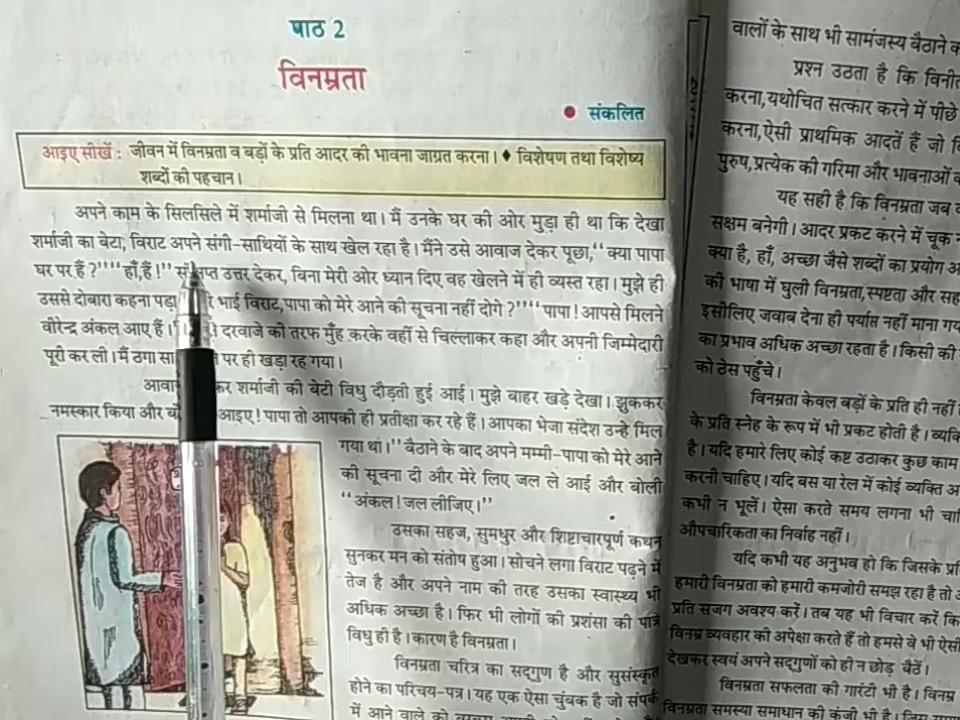 पाठ 2
विनम्रता
● संकलित
आइए सीखें : जीवन में विनम्रता व बड़ों के प्रति आदर की भावना जाग्रत करना। ♦ विशेषण तथा विशेष्य
शब्दों की पहचान।
अपने काम के सिलसिले में शर्माजी से मिलना था। मैं उनके घर की ओर मुड़ा ही था कि देखा
शर्माजी का बेटा, विराट अपने संगी-साथियों के साथ खेल रहा है। मैंने उसे आवाज देकर पूछा, ‘‘ क्या पापा
घर पर हैं ?’’ ‘‘हाँ, हैं !’’ उत्तर देकर, बिना मेरी ओर ध्यान दिए वह खेलने में ही व्यस्त रहा। मुझे ही
उससे दोबारा कहना पड़ा भाई विराट, पापा को मेरे आने की सूचना नहीं दोगे ?’’ ‘‘पापा ! आपसे मिलने
वीरेन्द्र अंकल आए हैं। दरवाजे की तरफ मुँह करके वहीं से चिल्लाकर कहा और अपनी जिम्मेदारी
पूरी कर ली। मैं ठगा सा पर ही खड़ा रह गया।
शर्माजी की बेटी विधु दौड़ती हुई आई। मुझे बाहर खड़े देखा। झुककर
नमस्कार किया और आइए! पापा तो आपकी ही प्रतीक्षा कर रहे हैं। आपका भेजा संदेश उन्हे मिल
गया था।’’ बैठाने के बाद अपने मम्मी-पापा को मेरे आने
की सूचना दी और मेरे लिए जल ले आई और बोली
‘‘अंकल ! जल लीजिए।’’
उसका सहज, सुमधुर और शिष्टाचारपूर्ण कथन
सुनकर मन को संतोष हुआ। सोचने लगा विराट पढ़ने में
तेज है और अपने नाम की तरह उसका स्वास्थ्य भी
अधिक अच्छा है। फिर भी लोगों की प्रशंसा की पात्र
विधु ही है। कारण है विनम्रता।
विनम्रता चरित्र का सद्गुण है और सुसंस्कृत
होने का परिचय-पत्र। यह एक ऐसा चुंबक है जो संपर्क
में आने वाले को
वालों के साथ भी सामंजस्य बैठाने
प्रश्न उठता है कि
करना, यथोचित सत्कार करने में पीछे
करना, ऐसी प्राथमिक आदतें हैं जो
पुरुष, प्रत्येक की गरिमा और भावनाओं
यह सही है कि विनम्रता जब
सक्षम बनेगी। आदर प्रकट करने में चूक
क्या है, हाँ, अच्छा जैसे शब्दों का प्रयोग
की भाषा में घुली विनम्रता, स्पष्टता और
इसीलिए जवाब देना ही पर्याप्त नहीं माना
का प्रभाव अधिक अच्छा रहता है। किसी की
को ठेस पहुँचे।
विनम्रता केवल बड़ों के प्रति ही नहीं
के प्रति स्नेह के रूप में भी प्रकट होती है।
है। यदि हमारे लिए कोई कष्ट उठाकर कुछ काम
करनी चाहिए। यदि बस या रेल में कोई व्यक्ति
कभी न भूलें। ऐसा करते समय लगना भी
औपचारिकता का निर्वाह नहीं।
यदि कभी यह अनुभव हो कि जिसके
हमारी विनम्रता को हमारी कमजोरी समझ रहा है तो
प्रति सजग अवश्य करें। तब यह भी विचार करें कि
विनम्र व्यवहार की अपेक्षा करते हैं तो हमसे वे भी
देखकर स्वयं अपने सद्गुणों को ही न छोड़ बैठें।
विनम्रता सफलता की गारंटी भी है। विनम्र
विनम्रता समस्या समाधान की कुंजी भी है।